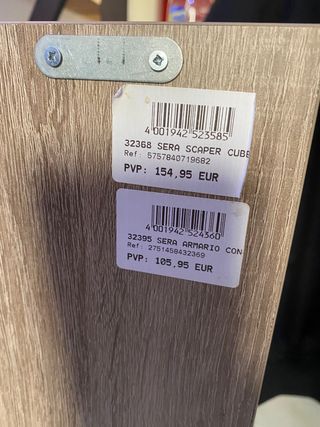 4 001942 523585
32368 SERA SCAPER CUBE
Ref: 5757840719682
PVP: 154,95 EUR
4 001942 524360
32395 SERA ARMARIO CON
Ref: 2751458432369
PVP: 105,95 EUR